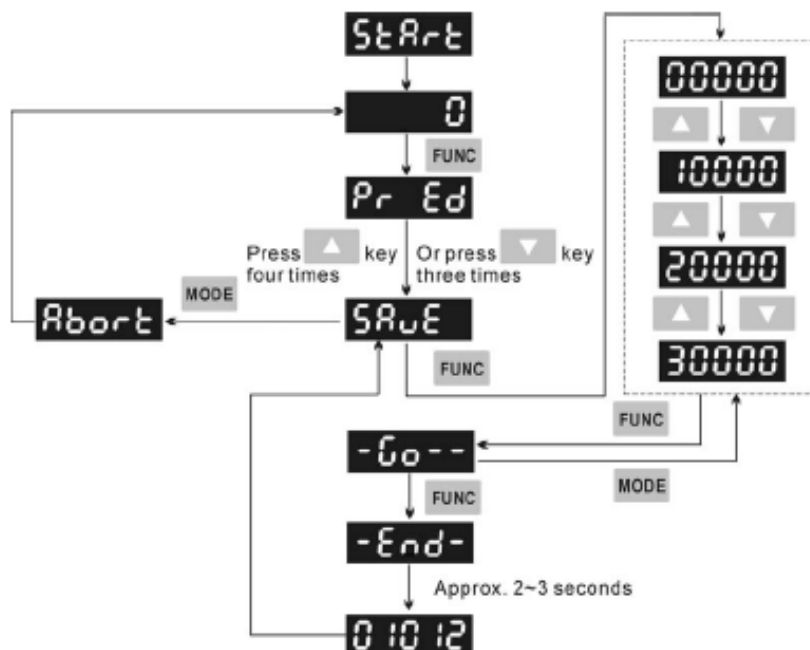 StArt
0
FUNC
Pr Ed
Press key
four times
Or press key
three times
MODE
Abort
SAvE
FUNC
00000
10000
20000
30000
FUNC
-Go--
MODE
FUNC
-End-
Approx. 2~3 seconds
01012